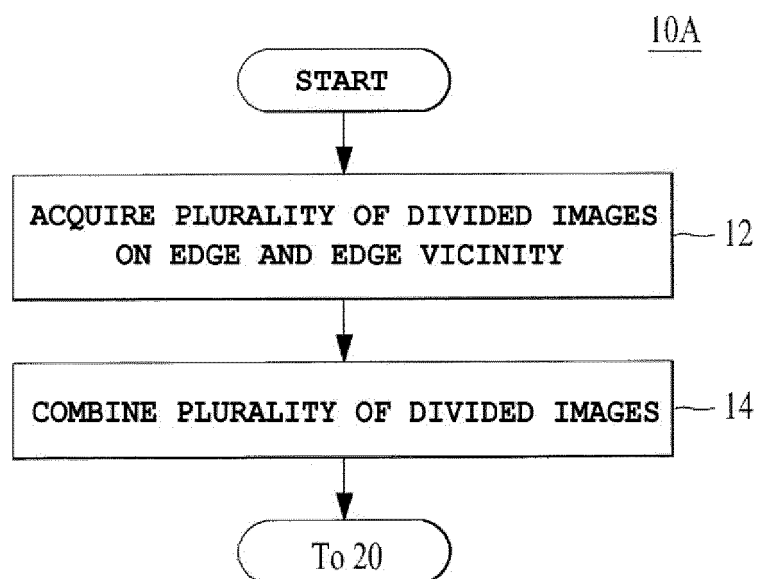 10A
START
ACQUIRE PLURALITY OF DIVIDED IMAGES
ON EDGE AND EDGE VICINITY
12
COMBINE PLURALITY OF DIVIDED IMAGES
14
To 20